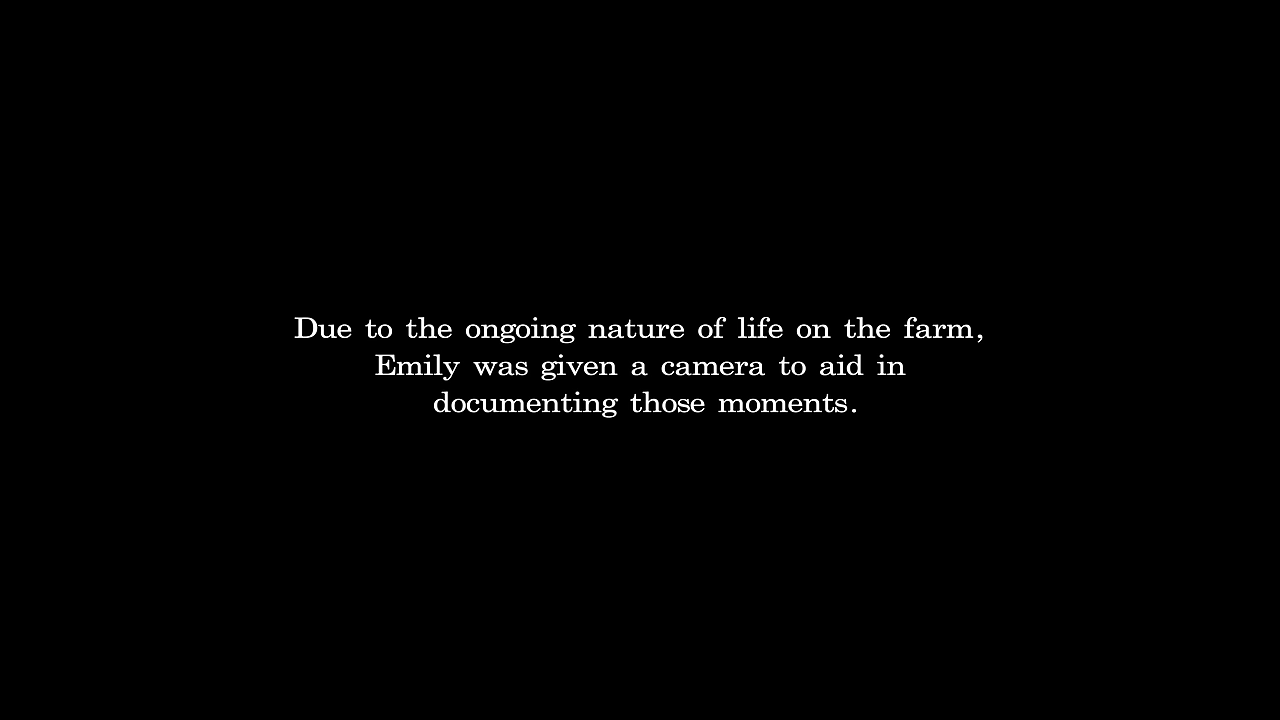 Due to the ongoing nature of life on the farm,
Emily was given a camera to aid in
documenting those moments.